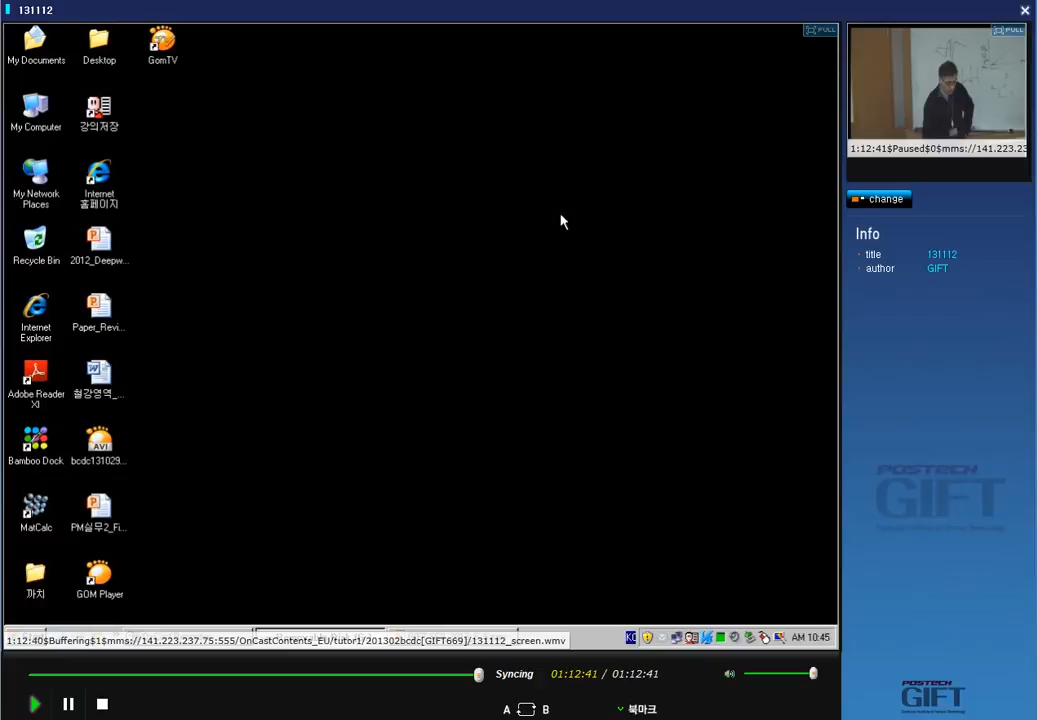 131112
FULL
FULL
My Documents
Desktop
GomTV
My Computer
강의저장
My Network
Places
Internet
홈페이지
Recycle Bin
2012_Deepw...
Internet
Explorer
Paper_Revi...
Adobe Reader
XI
철강영역_...
Bamboo Dock
AVI
bcdc131029...
MatCalc
PM실무2_Fi...
까치
GOM Player
1:12:40$Buffering$1$mms://141.223.237.75:555/OnCastContents_EUtutor1/201302bcdc[GIFT669]/131112_screen.wmv
AM 10:45
1:12:41$Paused$0$mms://141.223.23
change
Info
title 131112
author GIFT
POSTECH
GIFT
Syncing 01:12:41 / 01:12:41
A B
북마크
POSTECH
GIFT